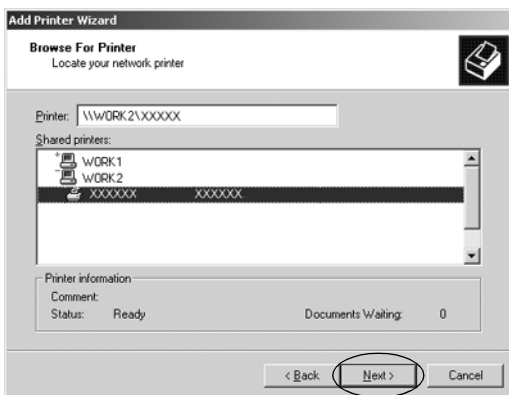 Add Printer Wizard
Browse For Printer
Locate your network printer
Printer: \\WORK2\XXXXX
Shared printers:
WORK1
WORK2
XXXXXX XXXXXX
Printer information
Comment:
Status: Ready Documents Waiting: 0
< Back Next > Cancel